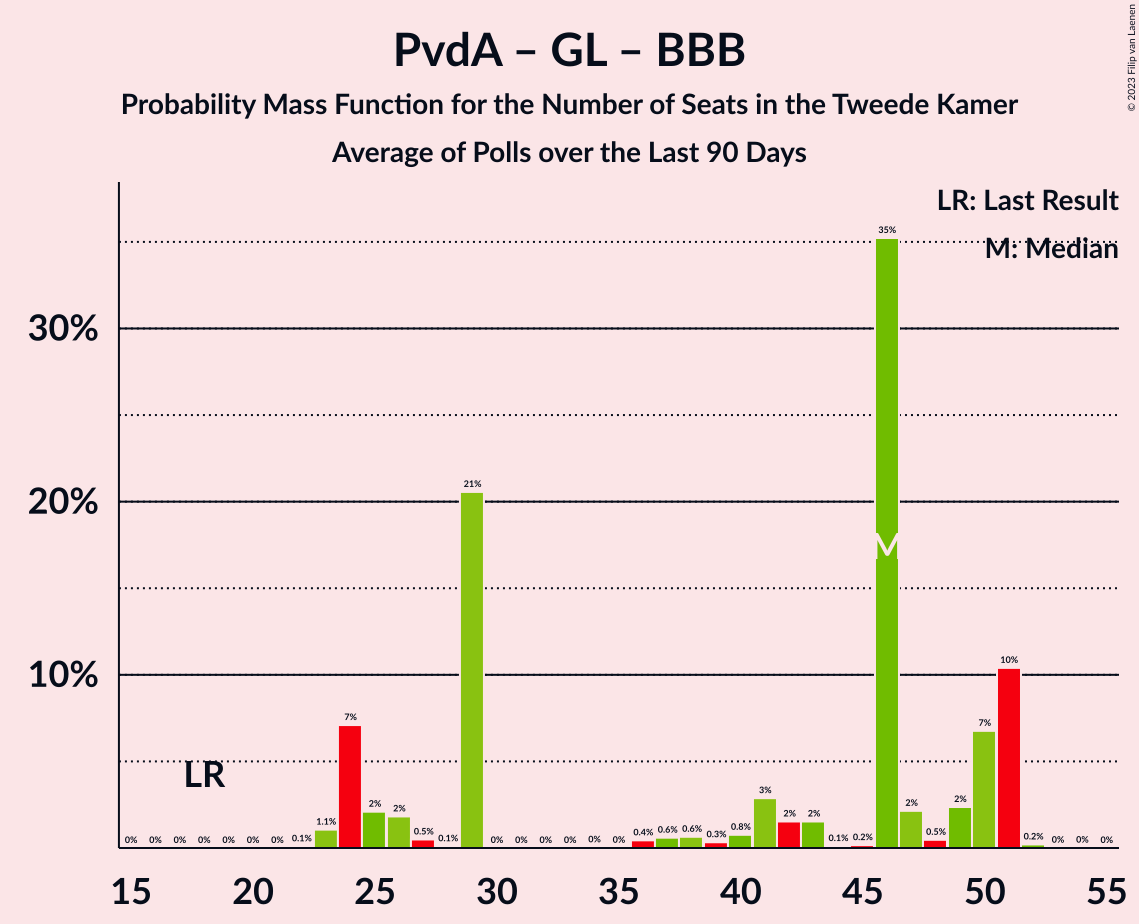 PvdA – GL – BBB
Probability Mass Function for the Number of Seats in the Tweede Kamer
Average of Polls over the Last 90 Days
© 2023 Filip van Laenen
LR: Last Result
M: Median
35%
30%
21%
20%
M
10%
10%
7%
7%
LR
3%
0% 0% 0% 0% 0% 0% 0% 0.1% 1.1% 2% 2% 0.5% 0.1% 0% 0% 0% 0% 0% 0% 0.4% 0.6% 0.6% 0.3% 0.8% 2% 2% 0.1% 0.2% 2% 0.5% 2% 0.2% 0% 0% 0%
15 20 25 30 35 40 45 50 55